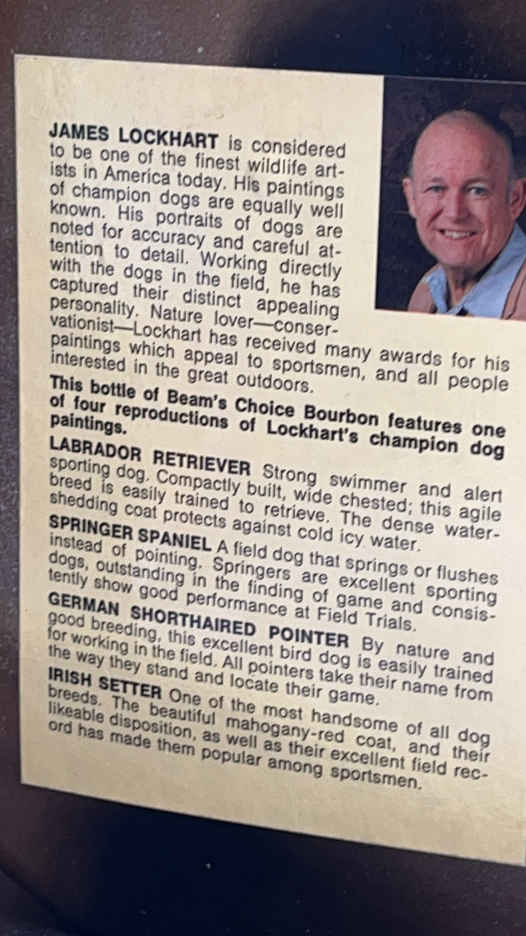 JAMES LOCKHART is considered
to be one of the finest wildlife art-
ists in America today. His paintings
of champion dogs are equally well
known. His portraits of dogs are
noted for accuracy and careful at-
tention to detail. Working directly
with the dogs in the field, he has
captured their distinct appealing
personality. Nature lover—conser-
vationist—Lockhart has received many awards for his
paintings which appeal to sportsmen, and all people
interested in the great outdoors.
This bottle of Beam's Choice Bourbon features one
of four reproductions of Lockhart's champion dog
paintings.
LABRADOR RETRIEVER Strong swimmer and alert
sporting dog. Compactly built, wide chested; this agile
breed is easily trained to retrieve. The dense water-
shedding coat protects against cold icy water.
SPRINGER SPANIEL A field dog that springs or flushes
instead of pointing. Springers are excellent sporting
dogs, outstanding in the finding of game and consis-
tently show good performance at Field Trials.
GERMAN SHORTHAIRED POINTER By nature and
good breeding, this excellent bird dog is easily trained
for working in the field. All pointers take their name from
the way they stand and locate their game.
IRISH SETTER One of the most handsome of all dog
breeds. The beautiful mahogany-red coat, and their
likeable disposition, as well as their excellent field rec-
ord has made them popular among sportsmen.